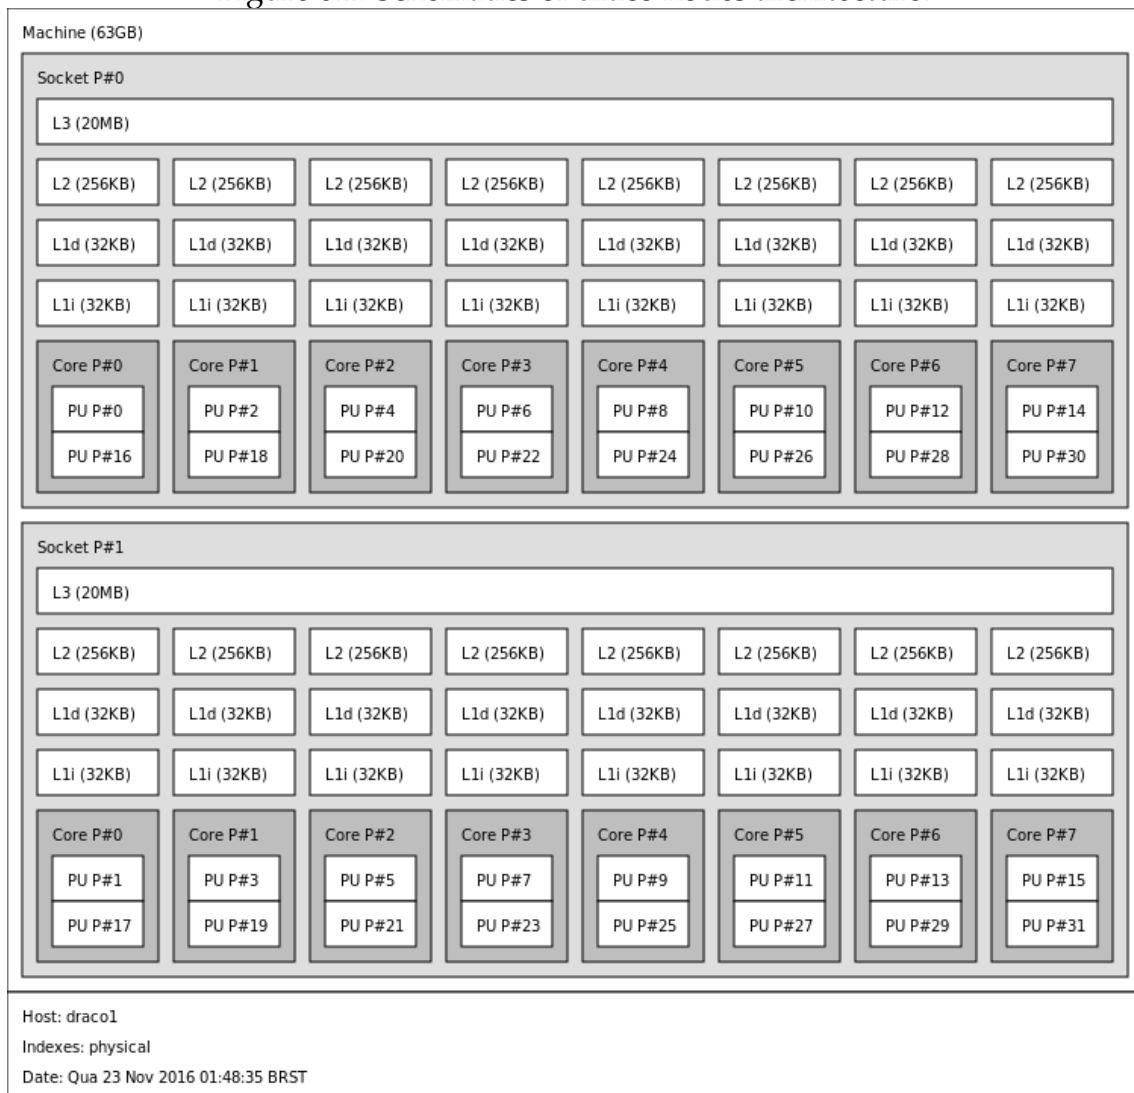 Machine (63GB)
Socket P#0
L3 (20MB)
L2 (256KB) L2 (256KB) L2 (256KB) L2 (256KB) L2 (256KB) L2 (256KB) L2 (256KB) L2 (256KB)
L1d (32KB) L1d (32KB) L1d (32KB) L1d (32KB) L1d (32KB) L1d (32KB) L1d (32KB) L1d (32KB)
L1i (32KB) L1i (32KB) L1i (32KB) L1i (32KB) L1i (32KB) L1i (32KB) L1i (32KB) L1i (32KB)
Core P#0 Core P#1 Core P#2 Core P#3 Core P#4 Core P#5 Core P#6 Core P#7
PU P#0 PU P#2 PU P#4 PU P#6 PU P#8 PU P#10 PU P#12 PU P#14
PU P#16 PU P#18 PU P#20 PU P#22 PU P#24 PU P#26 PU P#28 PU P#30
Socket P#1
L3 (20MB)
L2 (256KB) L2 (256KB) L2 (256KB) L2 (256KB) L2 (256KB) L2 (256KB) L2 (256KB) L2 (256KB)
L1d (32KB) L1d (32KB) L1d (32KB) L1d (32KB) L1d (32KB) L1d (32KB) L1d (32KB) L1d (32KB)
L1i (32KB) L1i (32KB) L1i (32KB) L1i (32KB) L1i (32KB) L1i (32KB) L1i (32KB) L1i (32KB)
Core P#0 Core P#1 Core P#2 Core P#3 Core P#4 Core P#5 Core P#6 Core P#7
PU P#1 PU P#3 PU P#5 PU P#7 PU P#9 PU P#11 PU P#13 PU P#15
PU P#17 PU P#19 PU P#21 PU P#23 PU P#25 PU P#27 PU P#29 PU P#31
Host: draco1
Indexes: physical
Date: Qua 23 Nov 2016 01:48:35 BRST